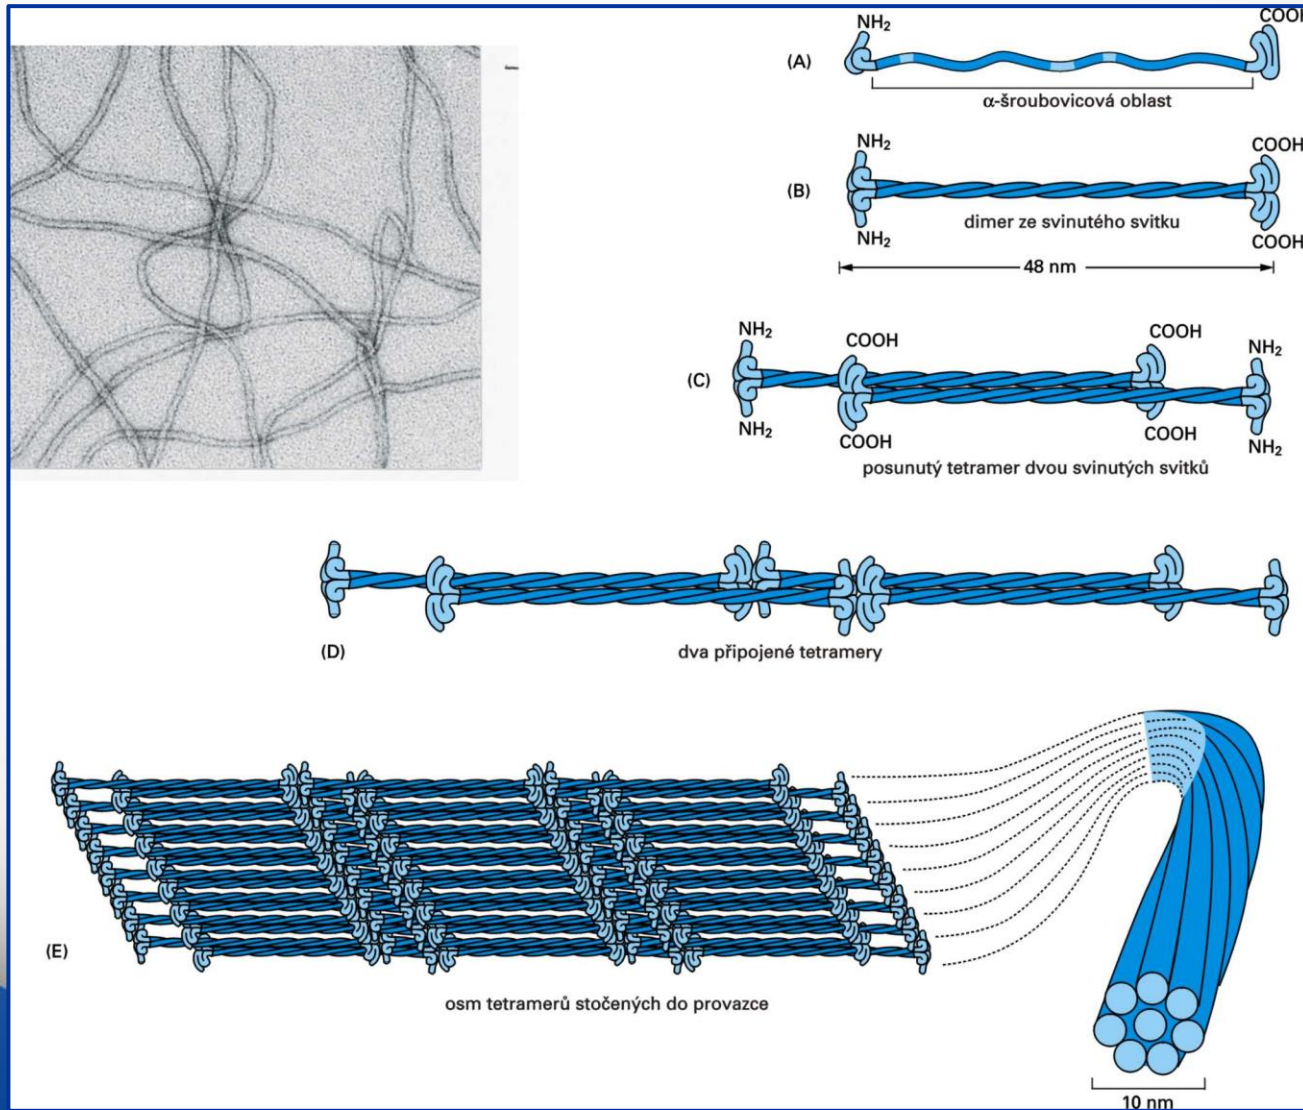 NH₂
COOH
(A)
α-šroubovicová oblast
NH₂
COOH
(B)
dimer ze svinutého svitku
NH₂
COOH
48 nm
NH₂
COOH
COOH
NH₂
(C)
NH₂
COOH
COOH
NH₂
posunutý tetramer dvou svinutých svitků
(D)
dva připojené tetramery
(E)
osm tetramerů stočených do provazce
10 nm